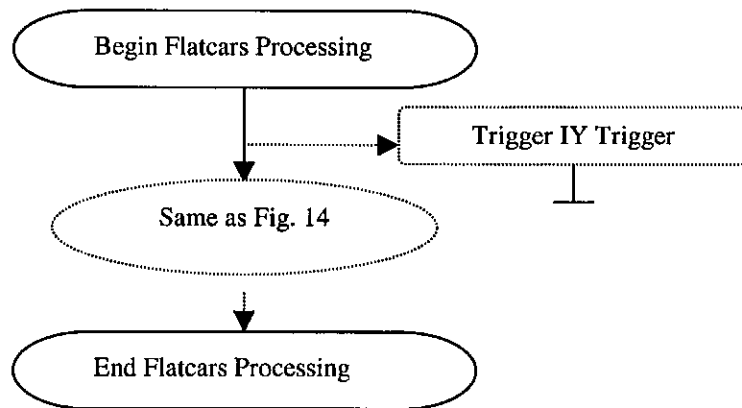 Begin Flatcars Processing
Trigger IY Trigger
Same as Fig. 14
End Flatcars Processing